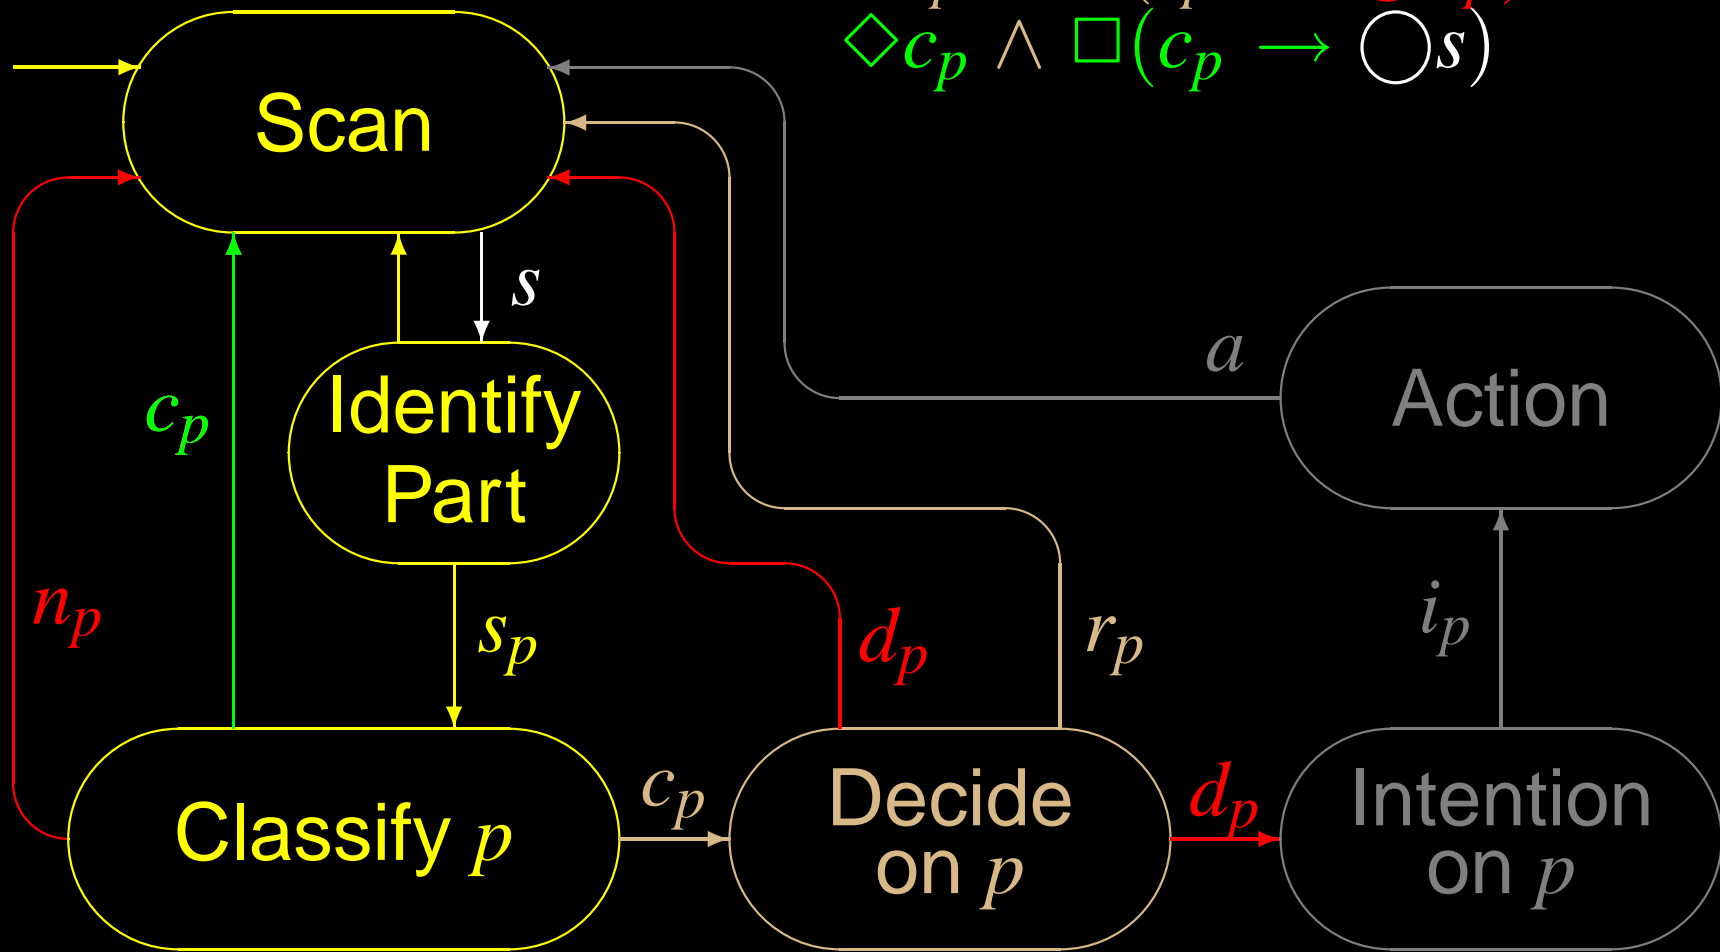 ◇c_p ∧ □(c_p → ◯s)
Scan
s
a
Action
Identify
Part
c_p
n_p
s_p
d_p
r_p
i_p
Classify p
c_p
Decide
on p
d_p
Intention
on p